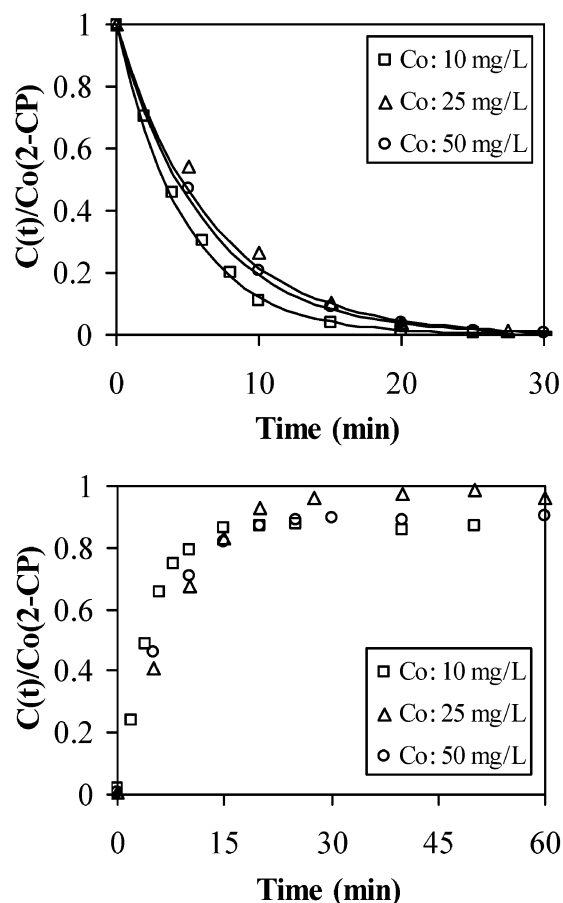 C(t)/Co(2-CP)
1
0.8
0.6
0.4
0.2
0
0 10 20 30
Time (min)
Co: 10 mg/L
Co: 25 mg/L
Co: 50 mg/L
C(t)/Co(2-CP)
1
0.8
0.6
0.4
0.2
0
0 15 30 45 60
Time (min)
Co: 10 mg/L
Co: 25 mg/L
Co: 50 mg/L